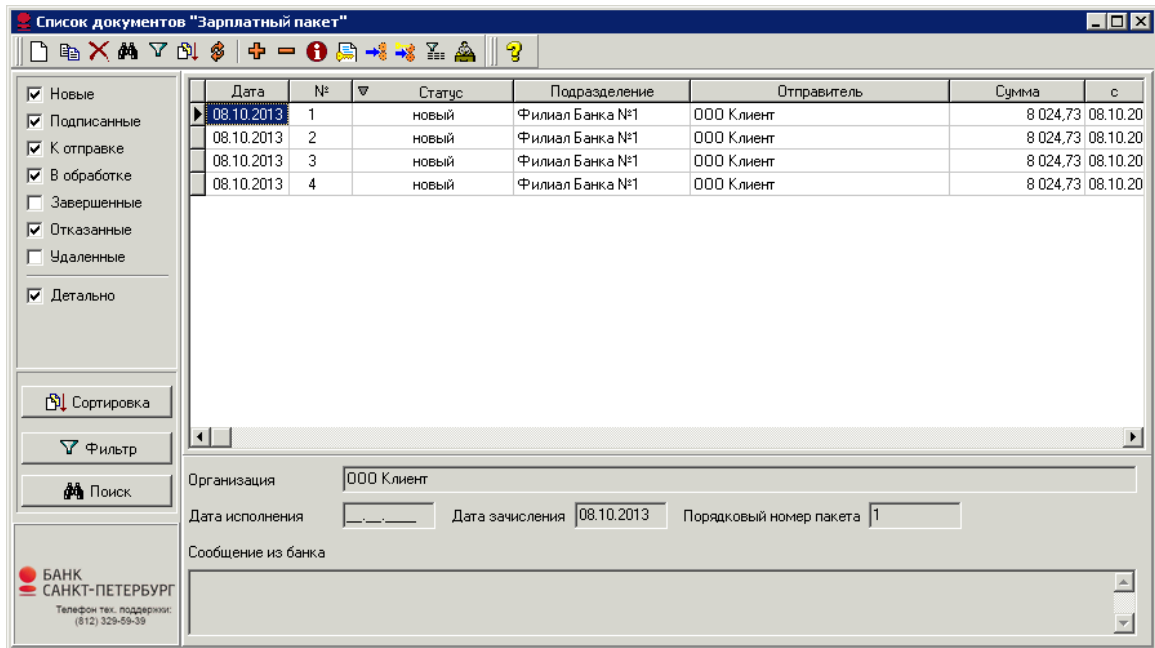 Список документов "Зарплатный пакет"
Новые
Подписанные
К отправке
В обработке
Завершенные
Отказанные
Удаленные
Детально
Сортировка
Фильтр
Поиск
БАНК
САНКТ-ПЕТЕРБУРГ
Телефон тех. поддержки:
(812) 329-59-39
Дата № Статус Подразделение Отправитель Сумма с
08.10.2013 1 новый Филиал Банка №1 ООО Клиент 8 024,73 08.10.20
08.10.2013 2 новый Филиал Банка №1 ООО Клиент 8 024,73 08.10.20
08.10.2013 3 новый Филиал Банка №1 ООО Клиент 8 024,73 08.10.20
08.10.2013 4 новый Филиал Банка №1 ООО Клиент 8 024,73 08.10.20
Организация ООО Клиент
Дата исполнения __.__.____ Дата зачисления 08.10.2013 Порядковый номер пакета 1
Сообщение из банка